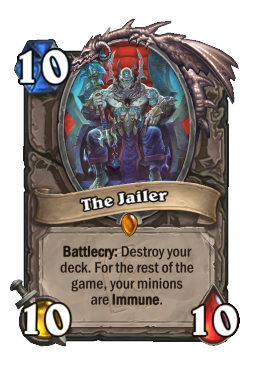 10
The Jailer
Battlecry: Destroy your
deck. For the rest of the
game, your minions
are Immune.
10
10